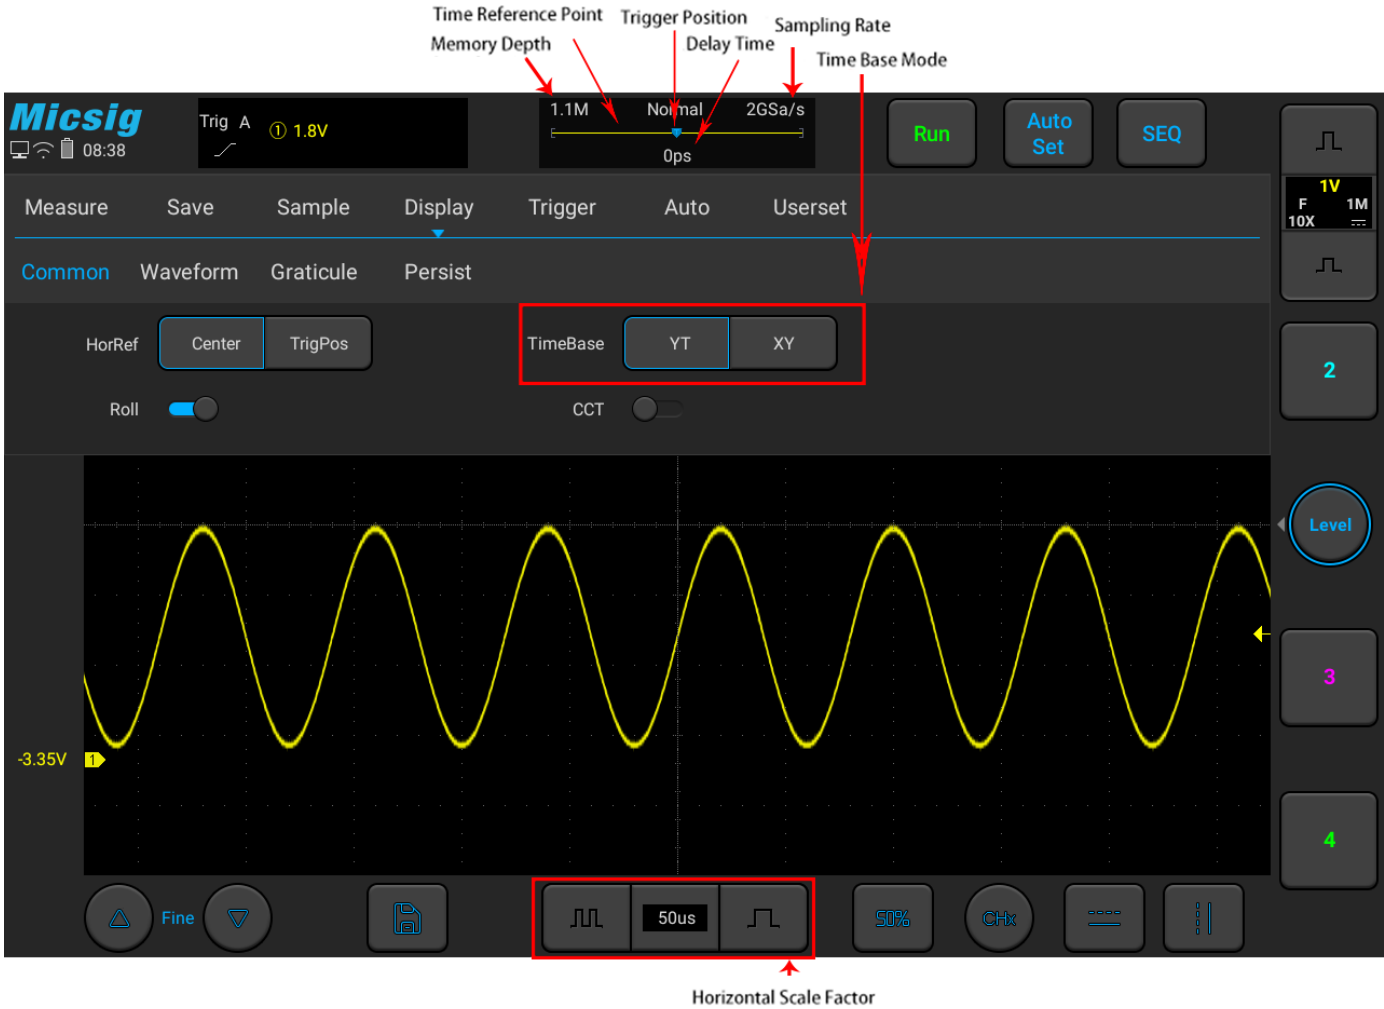 Time Reference Point
Trigger Position
Sampling Rate
Memory Depth
Delay Time
Time Base Mode
Micsig
08:38
Trig A ① 1.8V
1.1M Normal 2GSa/s
0ps
Run
Auto
Set
SEQ
1V
F 1M
10X
Measure Save Sample Display Trigger Auto Userset
Common Waveform Graticule Persist
HorRef Center TrigPos
TimeBase YT XY
Roll
CCT
2
Level
3
-3.35V 1
4
Fine
50us
50%
CHx
Horizontal Scale Factor